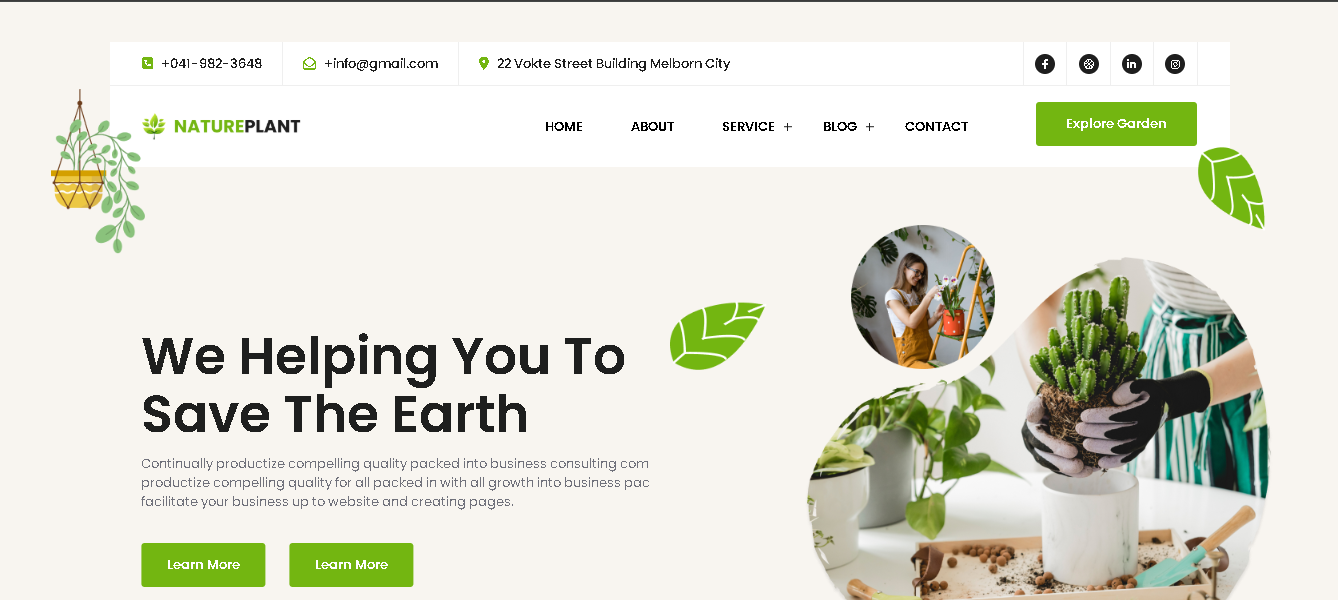 +041-982-3648
+info@gmail.com
22 Vokte Street Building Melborn City
NATUREPLANT
HOME
ABOUT
SERVICE +
BLOG +
CONTACT
Explore Garden
We Helping You To
Save The Earth
Continually productize compelling quality packed into business consulting com
productize compelling quality for all packed in with all growth into business pac
facilitate your business up to website and creating pages.
Learn More
Learn More